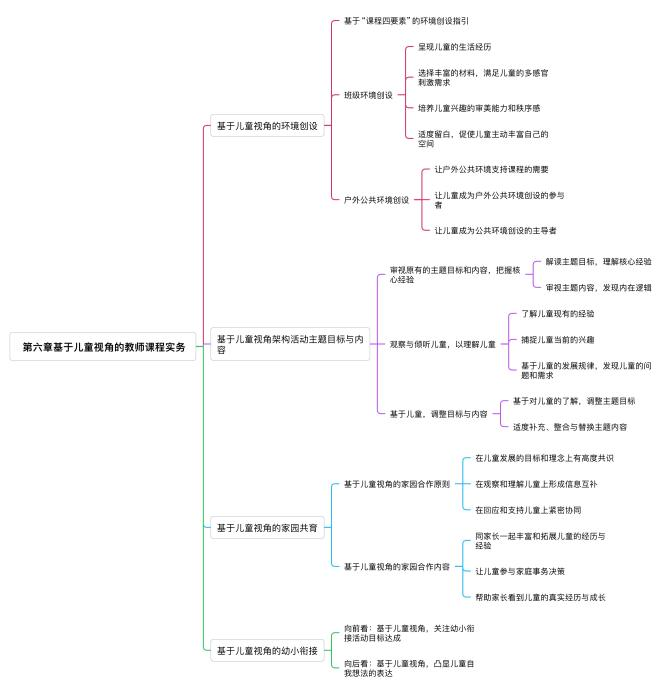 第六章基于儿童视角的教师课程实务
基于儿童视角的环境创设
基于“课程四要素”的环境创设指引
班级环境创设
呈现儿童的生活经历
选择丰富的材料，满足儿童的多感官
刺激需求
培养儿童兴趣的审美能力和秩序感
适度留白，促使儿童主动丰富自己的
空间
户外公共环境创设
让户外公共环境支持课程的需要
让儿童成为户外公共环境创设的参与
者
让儿童成为公共环境创设的主导者
基于儿童视角架构活动主题目标与内
容
审视原有的主题目标和内容，把握核
心经验
解读主题目标，理解核心经验
审视主题内容，发现内在逻辑
观察与倾听儿童，以理解儿童
了解儿童现有的经验
捕捉儿童当前的兴趣
基于儿童的发展规律，发现儿童的问
题和需求
基于儿童，调整目标与内容
基于对儿童的了解，调整主题目标
适度补充、整合与替换主题内容
基于儿童视角的家园共育
基于儿童视角的家园合作原则
在儿童发展的目标和理念上有高度共识
在观察和理解儿童上形成信息互补
在回应和支持儿童上紧密协同
基于儿童视角的家园合作内容
同家长一起丰富和拓展儿童的经历与
经验
让儿童参与家庭事务决策
帮助家长看到儿童的真实经历与成长
基于儿童视角的幼小衔接
向前看：基于儿童视角，关注幼小衔
接活动目标达成
向后看：基于儿童视角，凸显儿童自
我想法的表达